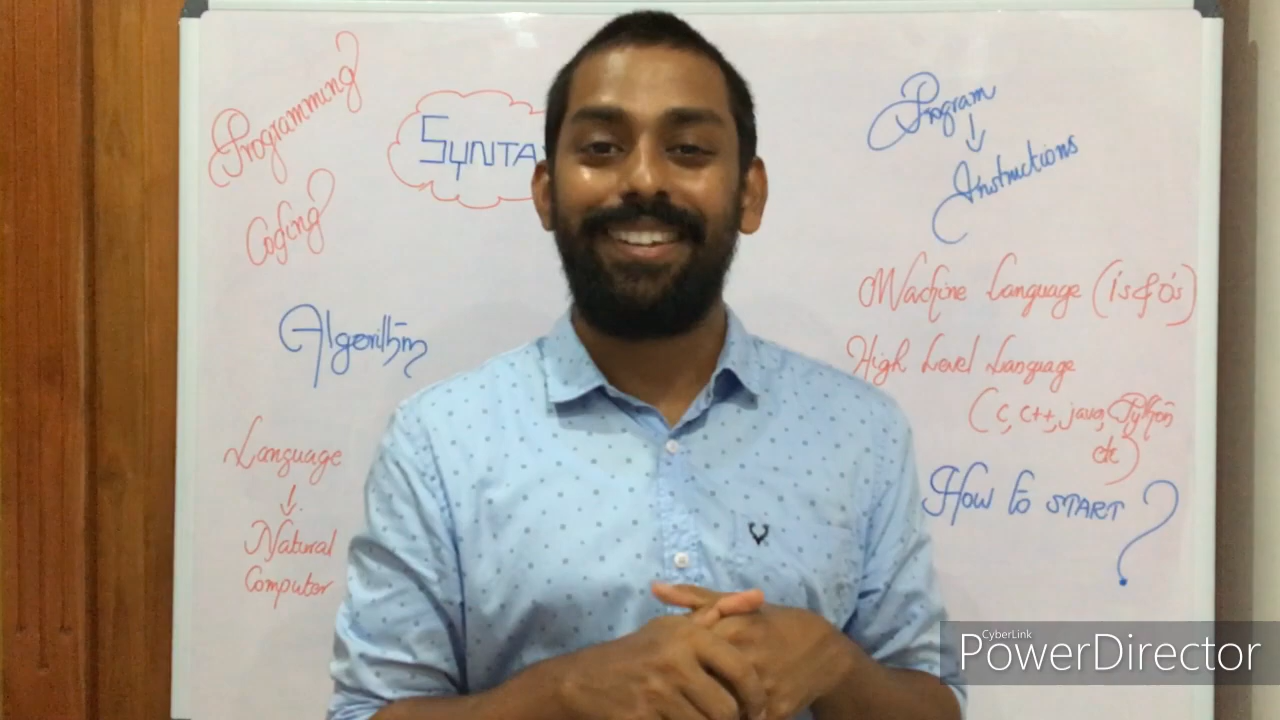 Programming?
Coding?
SYNTA
Algorithm
Language
↓
Natural
Computer
Program
↓
Instructions
Machine Language (1's & 0's)
High Level Language
(C, C++, java, Python
etc)
How to START ?
CyberLink
PowerDirector